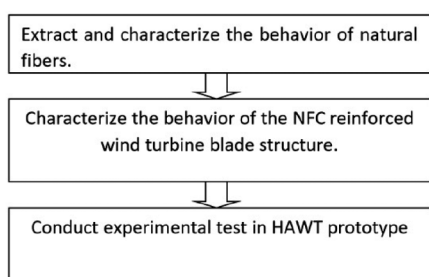 Extract and characterize the behavior of natural
fibers.
Characterize the behavior of the NFC reinforced
wind turbine blade structure.
Conduct experimental test in HAWT prototype